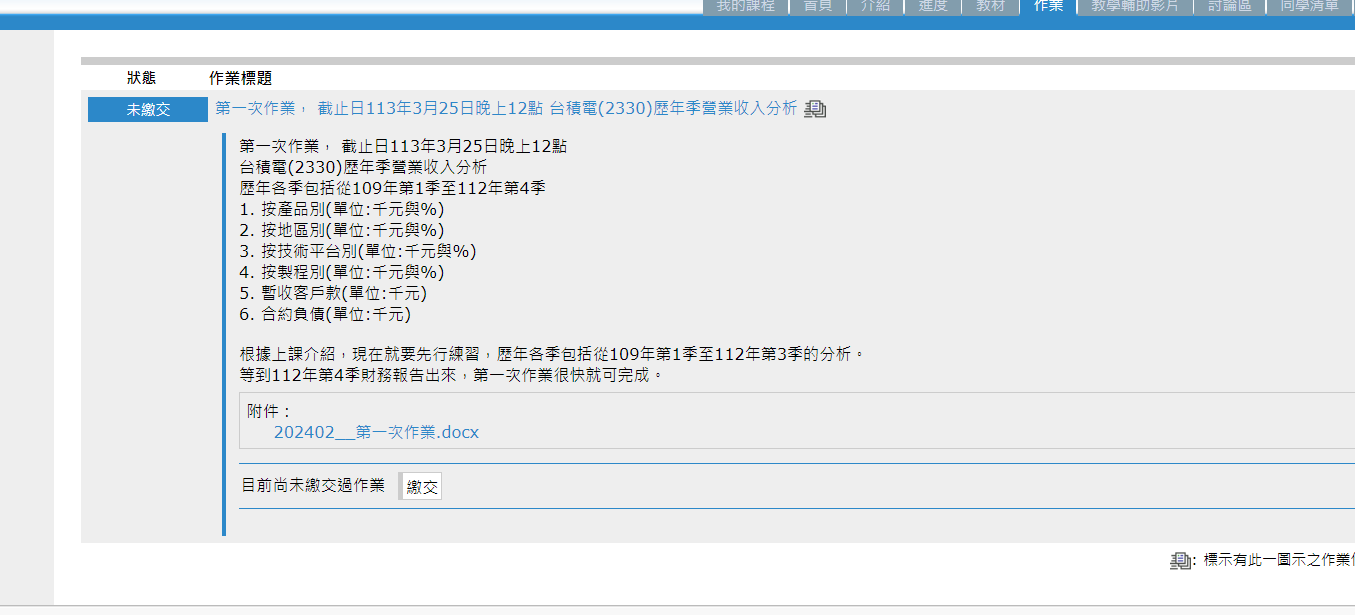 我的課程 首頁 介紹 進度 教材 作業 教學輔助影片 討論區 同學清單
狀態 作業標題
未繳交 第一次作業， 截止日113年3月25日晚上12點 台積電(2330)歷年季營業收入分析
第一次作業， 截止日113年3月25日晚上12點
台積電(2330)歷年季營業收入分析
歷年各季包括從109年第1季至112年第4季
1. 按產品別(單位:千元與%)
2. 按地區別(單位:千元與%)
3. 按技術平台別(單位:千元與%)
4. 按製程別(單位:千元與%)
5. 暫收客戶款(單位:千元)
6. 合約負債(單位:千元)
根據上課介紹，現在就要先行練習，歷年各季包括從109年第1季至112年第3季的分析。
等到112年第4季財務報告出來，第一次作業很快就可完成。
附件：
202402__第一次作業.docx
目前尚未繳交過作業 繳交
: 標示有此一圖示之作業